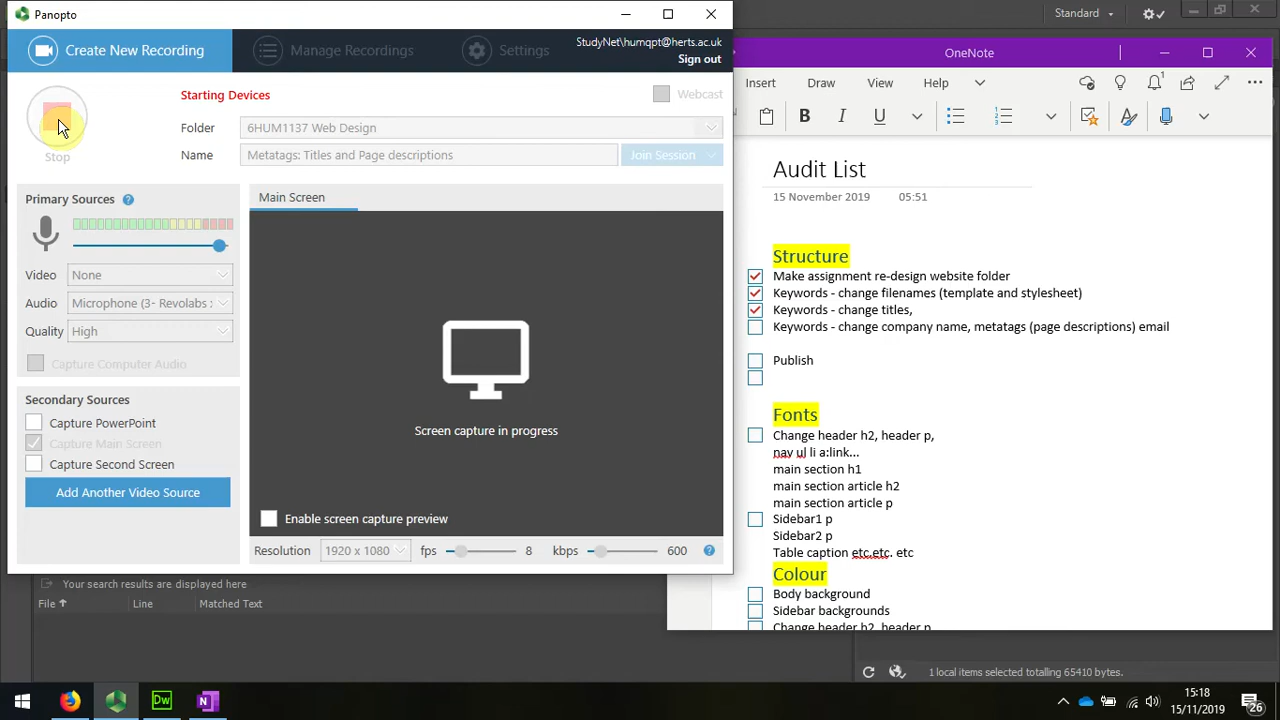 Panopto
Create New Recording
Manage Recordings
Settings
StudyNet\humqpt@herts.ac.uk
Sign out
Starting Devices
Webcast
Stop
Folder
6HUM1137 Web Design
Name
Metatags: Titles and Page descriptions
Join Session
Primary Sources
Video
None
Audio
Microphone (3- Revolabs
Quality
High
Capture Computer Audio
Secondary Sources
Capture PowerPoint
Capture Main Screen
Capture Second Screen
Add Another Video Source
Main Screen
Screen capture in progress
Enable screen capture preview
Resolution
1920 x 1080
fps
8
kbps
600
Your search results are displayed here
File
Line
Matched Text
Standard
OneNote
Insert
Draw
View
Help
B I U
Audit List
15 November 2019 05:51
Structure
Make assignment re-design website folder
Keywords - change filenames (template and stylesheet)
Keywords - change titles,
Keywords - change company name, metatags (page descriptions) email
Publish
Fonts
Change header h2, header p,
nav ul li a:link...
main section h1
main section article h2
main section article p
Sidebar1 p
Sidebar2 p
Table caption etc.etc. etc
Colour
Body background
Sidebar backgrounds
Change header h2, header p
1 local items selected totalling 65410 bytes.
Dw
N
15:18
15/11/2019
26